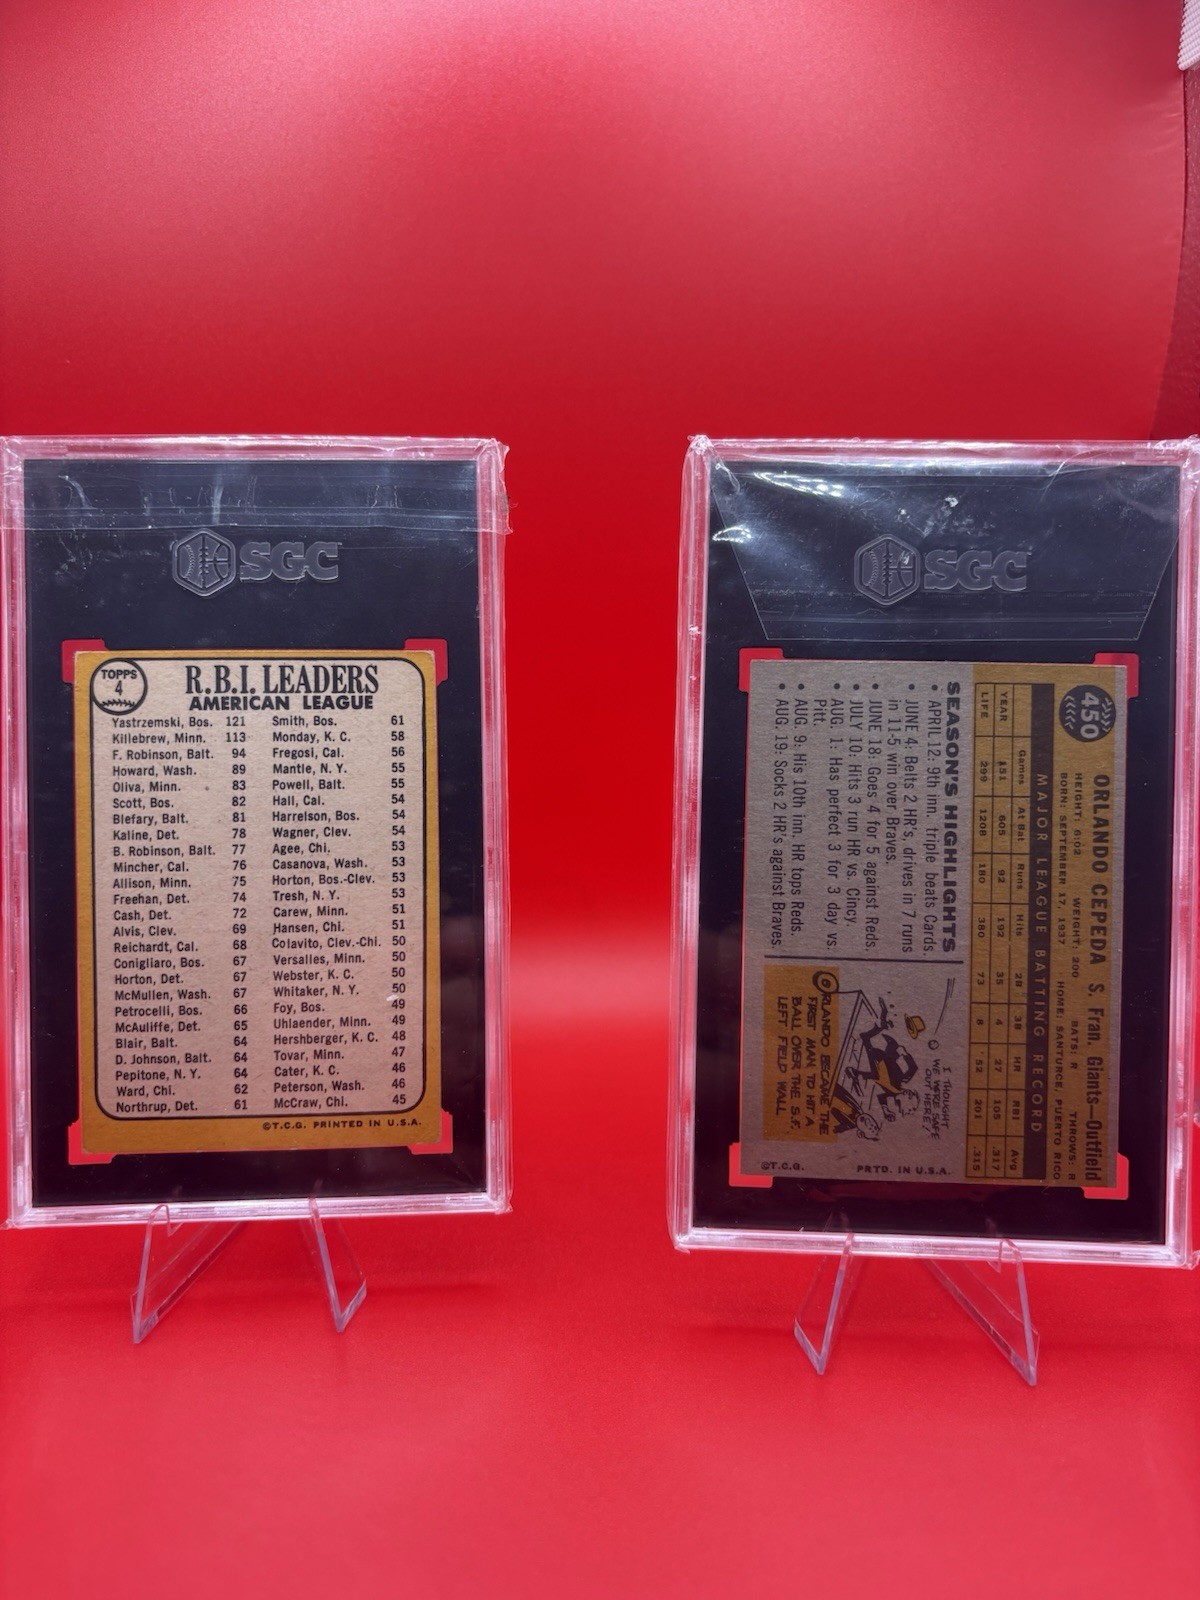 SGC
TOPPS
4
R.B.I. LEADERS
AMERICAN LEAGUE
Yastrzemski, Bos. 121
Killebrew, Minn. 113
F. Robinson, Balt. 94
Howard, Wash. 89
Oliva, Minn. 83
Scott, Bos. 82
Blefary, Balt. 81
Kaline, Det. 78
B. Robinson, Balt. 77
Mincher, Cal. 76
Allison, Minn. 75
Freehan, Det. 74
Cash, Det. 72
Alvis, Clev. 69
Reichardt, Cal. 68
Conigliaro, Bos. 67
Horton, Det. 67
McMullen, Wash. 67
Petrocelli, Bos. 66
McAuliffe, Det. 65
Blair, Balt. 64
D. Johnson, Balt. 64
Pepitone, N. Y. 64
Ward, Chi. 62
Northrup, Det. 61
Smith, Bos. 61
Monday, K. C. 58
Fregosi, Cal. 56
Mantle, N. Y. 55
Powell, Balt. 55
Hall, Cal. 54
Harrelson, Bos. 54
Wagner, Clev. 54
Agee, Chi. 53
Casanova, Wash. 53
Horton, Bos.-Clev. 53
Tresh, N. Y. 53
Carew, Minn. 51
Hansen, Chi. 51
Colavito, Clev.-Chi. 50
Versalles, Minn. 50
Webster, K. C. 50
Whitaker, N. Y. 50
Foy, Bos. 49
Uhlaender, Minn. 49
Hershberger, K. C. 48
Tovar, Minn. 47
Cater, K. C. 46
Peterson, Wash. 46
McCraw, Chi. 45
©T.C.G. PRINTED IN U.S.A.
SGC
450
ORLANDO CEPEDA S. Fran. Giants—Outfield
HEIGHT: 6:02 WEIGHT: 200 BATS: R THROWS: R
BORN: SEPTEMBER 17, 1937 HOME: SANTURCE, PUERTO RICO
MAJOR LEAGUE BATTING RECORD
Games At Bat Runs Hits 2B 3B HR RBI Avg
YEAR 151 605 92 192 35 4 27 105 .317
LIFE 299 1208 180 380 73 8 52 201 .315
SEASON'S HIGHLIGHTS
• APRIL 12: 9th inn. triple beats Cards.
• JUNE 4: Belts 2 HR's, drives in 7 runs
in 11-5 win over Braves.
• JUNE 18: Goes 4 for 5 against Reds.
• JULY 10: Hits 3 run HR vs. Cincy.
• AUG. 1: Has perfect 3 for 3 day vs.
Pitt.
• AUG. 9: His 10th inn. HR tops Reds.
• AUG. 19: Socks 2 HR's against Braves.
I THOUGHT
WE WERE SAFE
OUT HERE!
ORLANDO BECAME THE
FIRST MAN TO HIT A
BALL OVER THE S.F.
LEFT FIELD WALL
©T.C.G. PRTD. IN U.S.A.